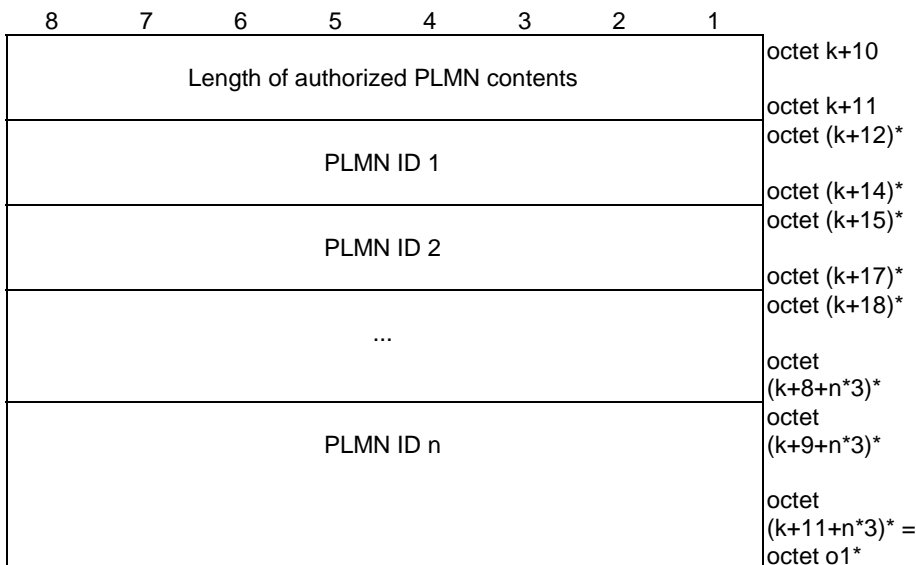 8 7 6 5 4 3 2 1
Length of authorized PLMN contents
octet k+10
octet k+11
PLMN ID 1
octet (k+12)*
octet (k+14)*
PLMN ID 2
octet (k+15)*
octet (k+17)*
...
octet (k+18)*
octet
(k+8+n*3)*
PLMN ID n
octet
(k+9+n*3)*
octet
(k+11+n*3)* =
octet o1*